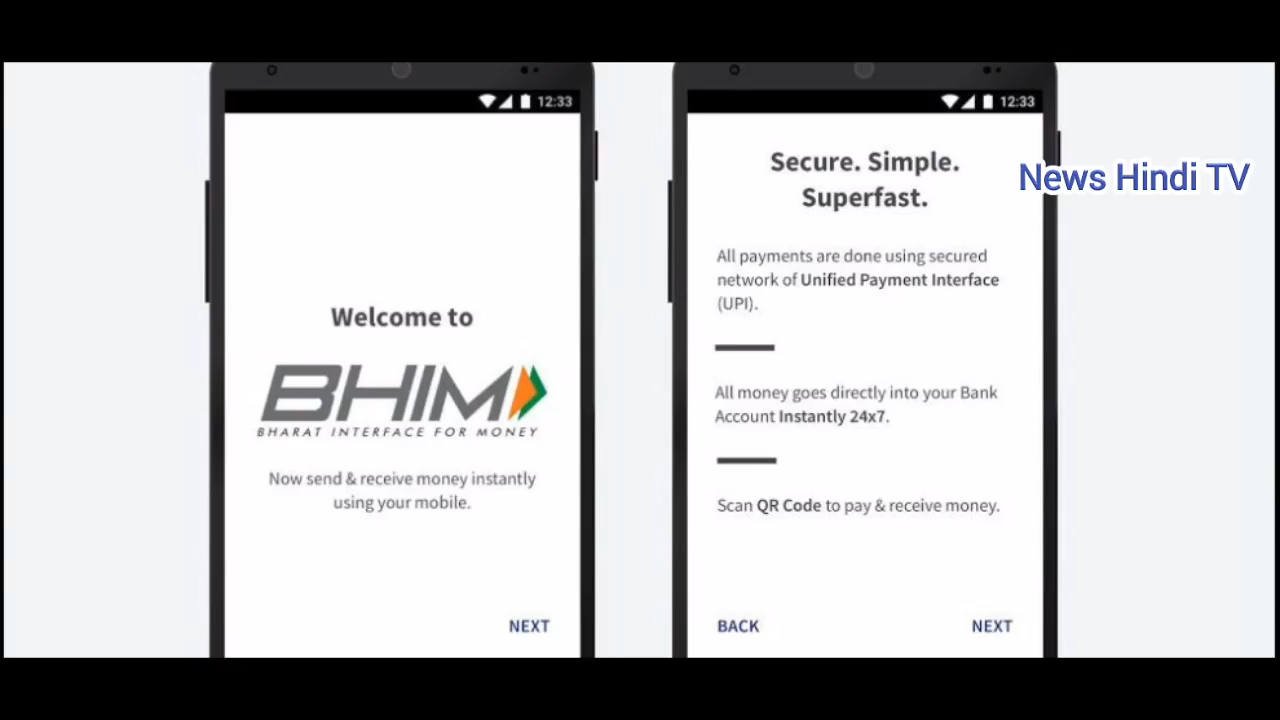 12:33
Welcome to
BHIM
BHARAT INTERFACE FOR MONEY
Now send & receive money instantly
using your mobile.
NEXT
12:33
Secure. Simple.
Superfast.
News Hindi TV
All payments are done using secured
network of Unified Payment Interface
(UPI).
All money goes directly into your Bank
Account Instantly 24x7.
Scan QR Code to pay & receive money.
BACK
NEXT